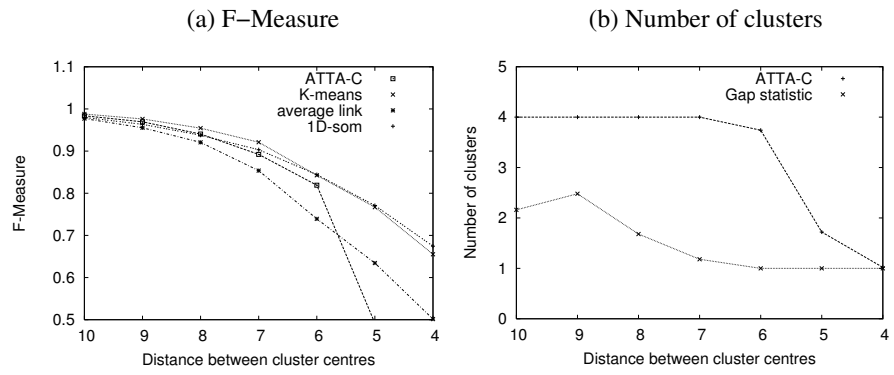 (a) F−Measure
1.1
1
0.9
0.8
0.7
0.6
0.5
F-Measure
ATTA-C
K-means
average link
1D-som
10 9 8 7 6 5 4
Distance between cluster centres
(b) Number of clusters
5
4
3
2
1
0
Number of clusters
ATTA-C
Gap statistic
10 9 8 7 6 5 4
Distance between cluster centres